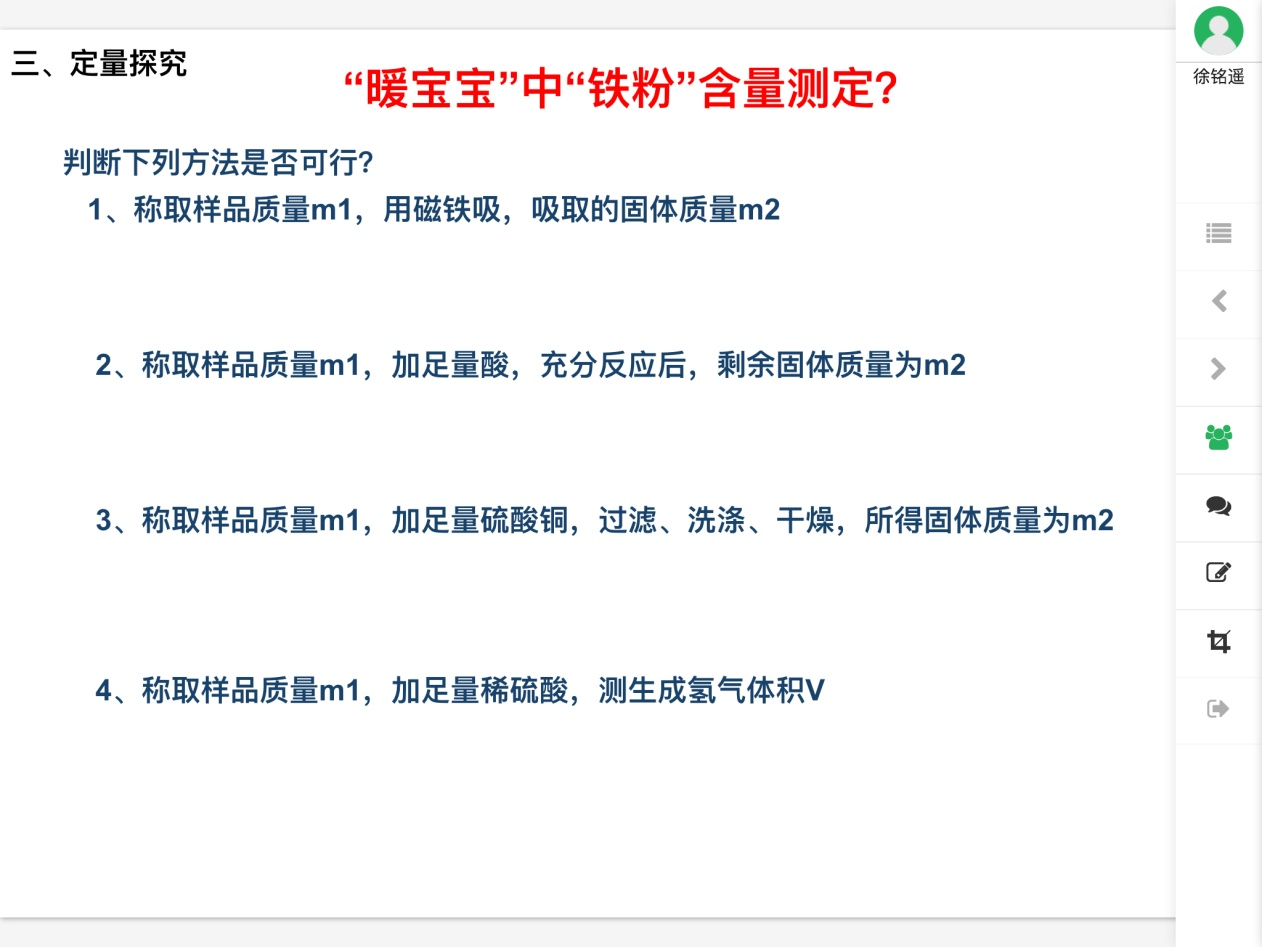 三、定量探究
“暖宝宝”中“铁粉”含量测定?
判断下列方法是否可行?
1、称取样品质量m1，用磁铁吸，吸取的固体质量m2
2、称取样品质量m1，加足量酸，充分反应后，剩余固体质量为m2
3、称取样品质量m1，加足量硫酸铜，过滤、洗涤、干燥，所得固体质量为m2
4、称取样品质量m1，加足量稀硫酸，测生成氢气体积V
徐铭遥